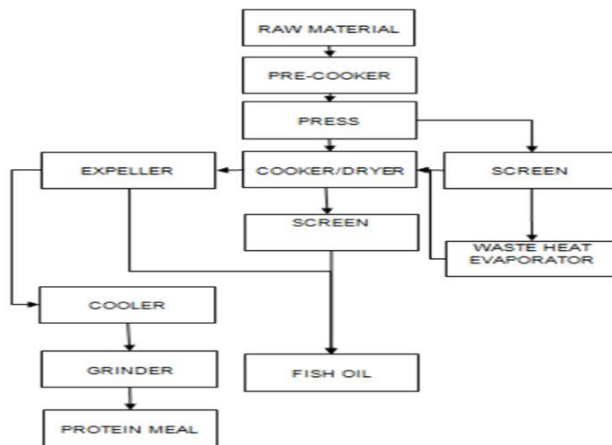 RAW MATERIAL
PRE-COOKER
PRESS
EXPELLER
COOKER/DRYER
SCREEN
SCREEN
WASTE HEAT
EVAPORATOR
COOLER
GRINDER
FISH OIL
PROTEIN MEAL